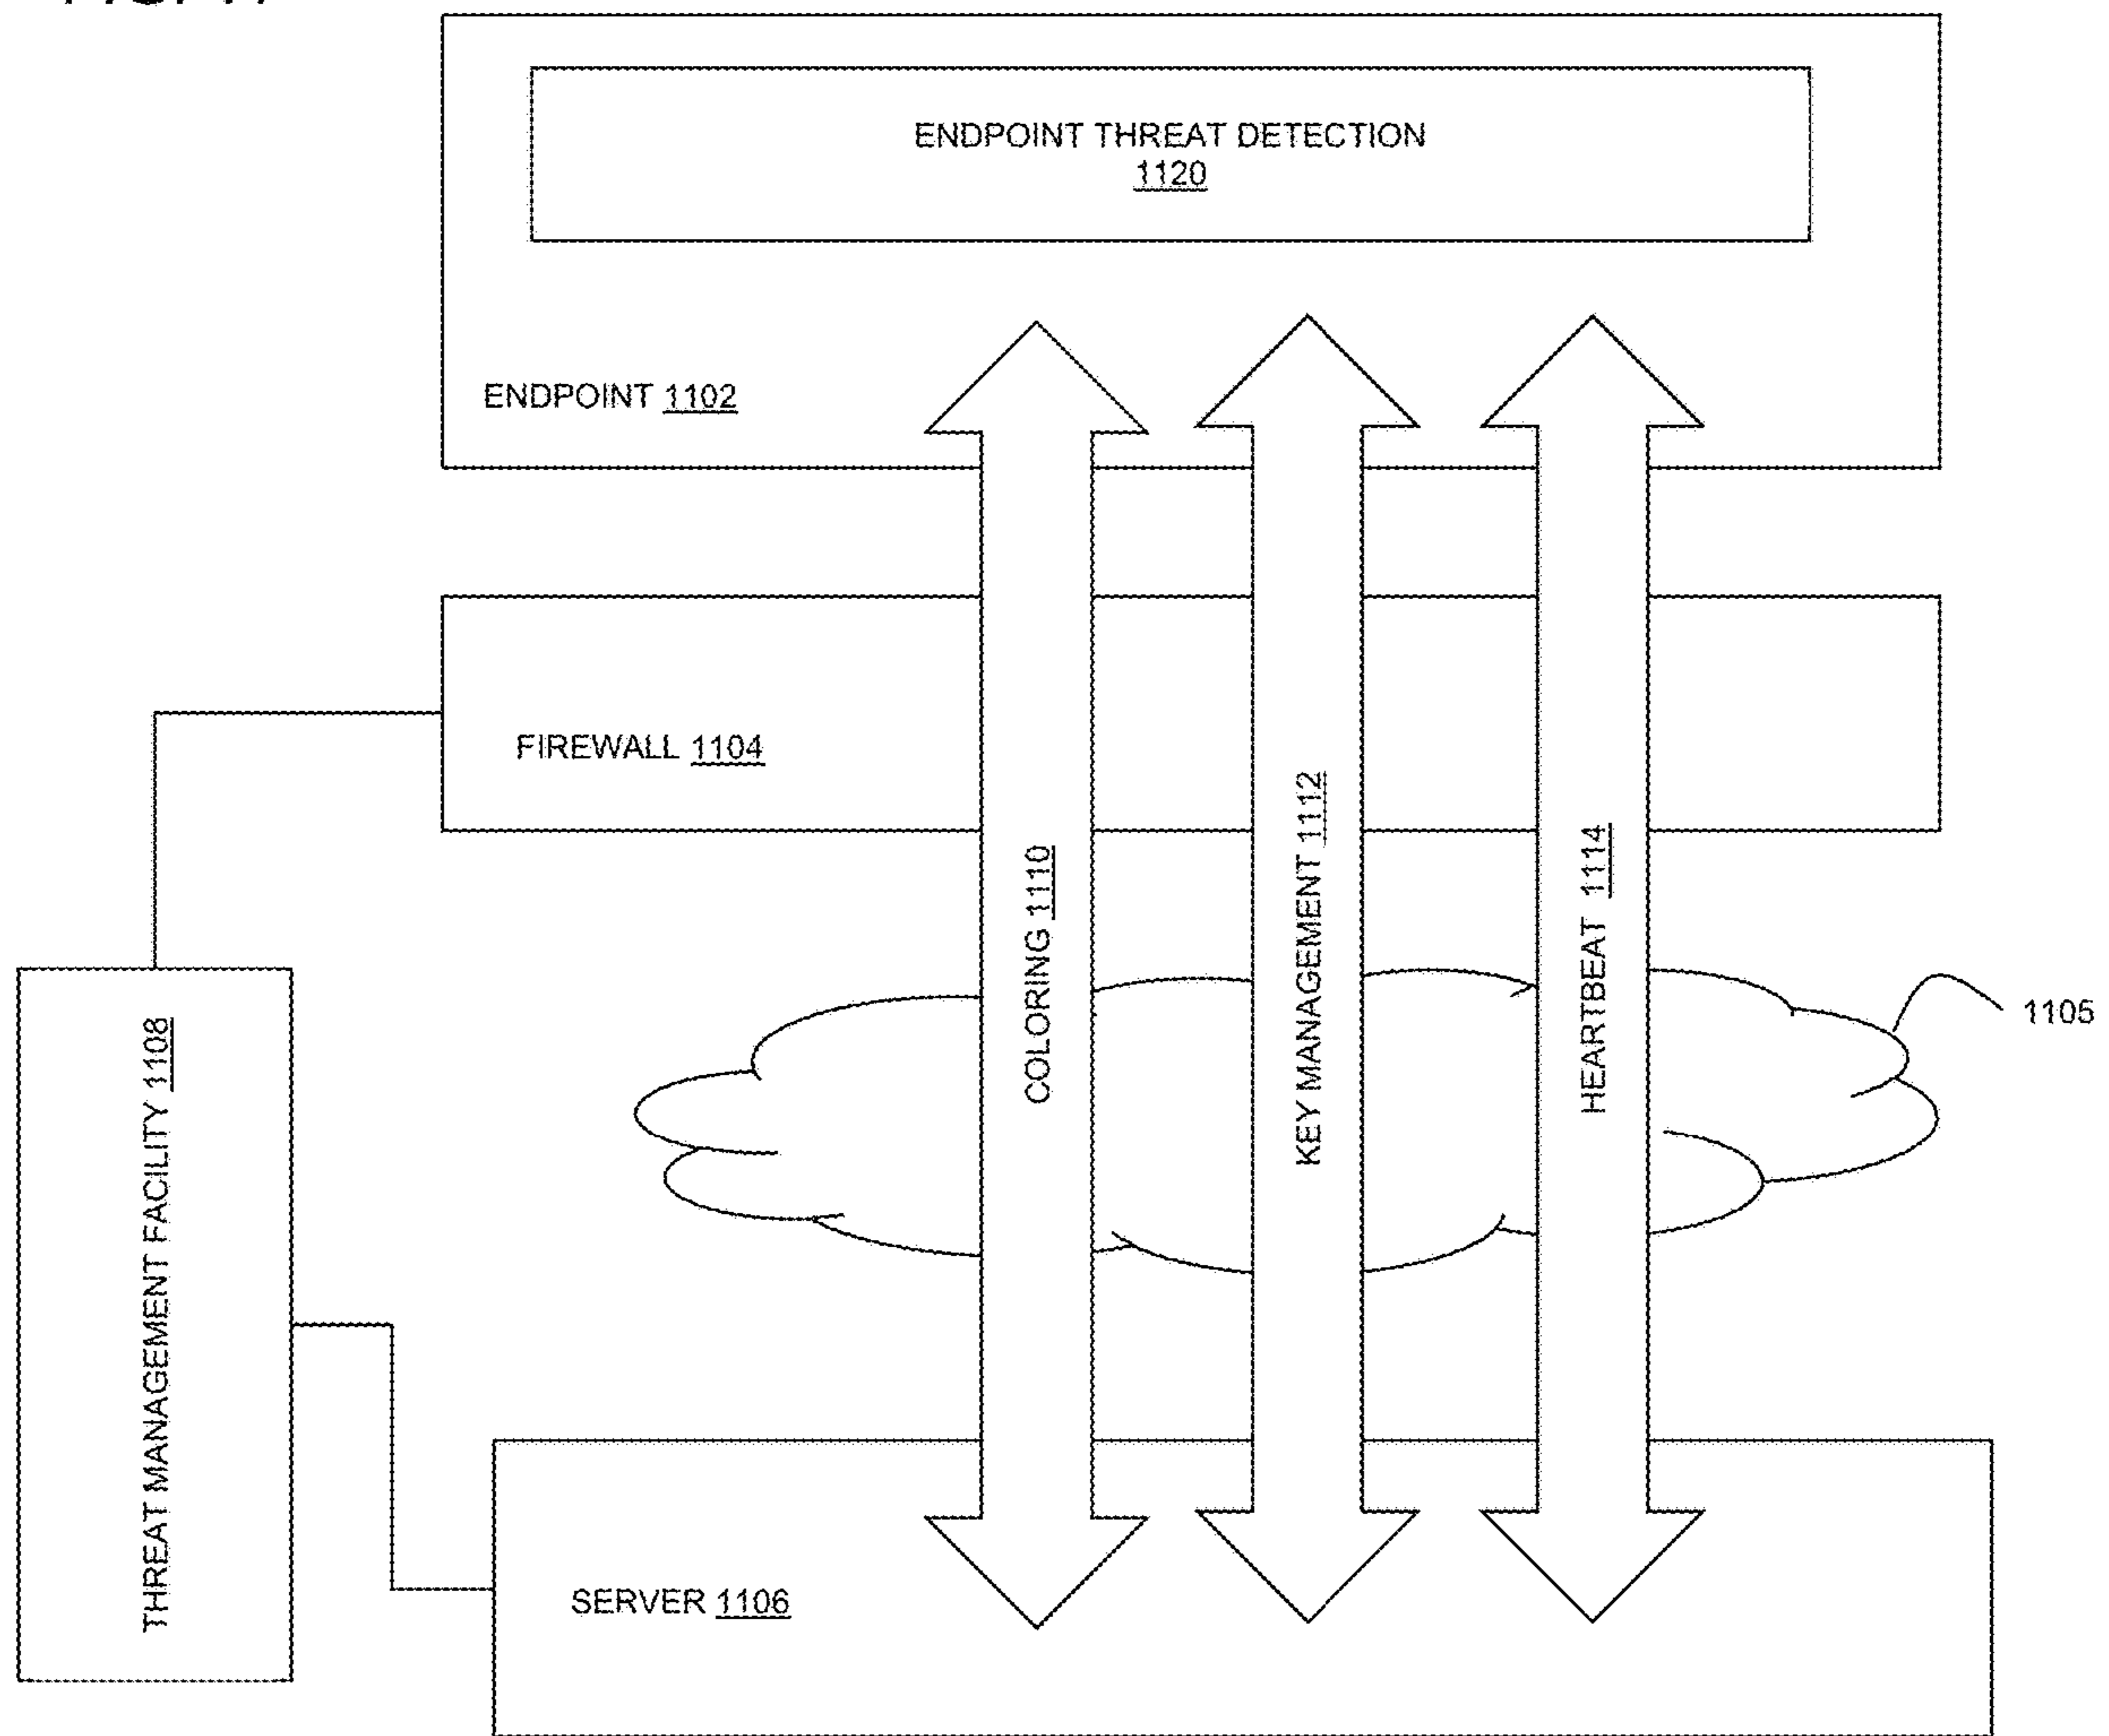 ENDPOINT THREAT DETECTION
1120
ENDPOINT 1102
FIREWALL 1104
COLORING 1110
KEY MANAGEMENT 1112
HEARTBEAT 1114
1105
THREAT MANAGEMENT FACILITY 1108
SERVER 1106